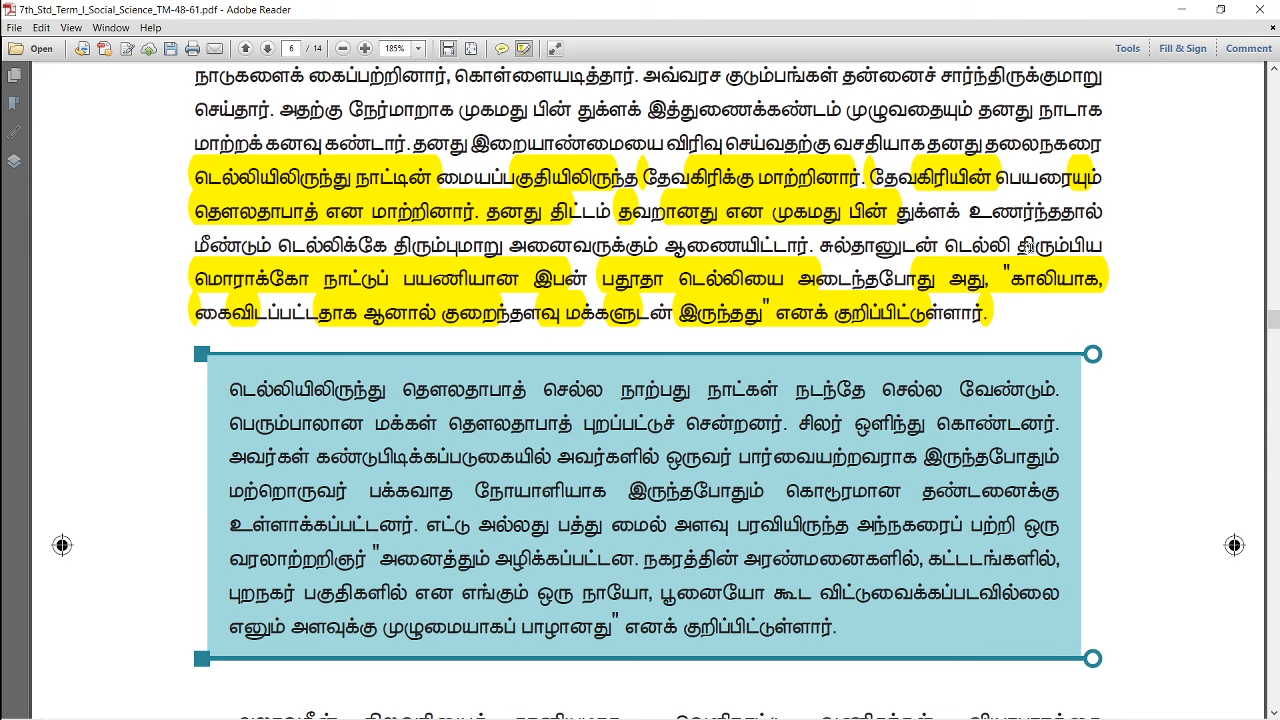 7th_Std_Term_I_Social_Science_TM-48-61.pdf - Adobe Reader
File Edit View Window Help
Open 6 / 14 185% Tools Fill & Sign Comment
நாடுகளைக் கைப்பற்றினார், கொள்ளையடித்தார். அவ்வரச குடும்பங்கள் தன்னைச் சார்ந்திருக்குமாறு
செய்தார். அதற்கு நேர்மாறாக முகமது பின் துக்ளக் இத்துணைக்கண்டம் முழுவதையும் தனது நாடாக
மாற்றக் கனவு கண்டார். தனது இறையாண்மையை விரிவு செய்வதற்கு வசதியாக தனது தலைநகரை
டெல்லியிலிருந்து நாட்டின் மையப்பகுதியிலிருந்த தேவகிரிக்கு மாற்றினார். தேவகிரியின் பெயரையும்
தௌலதாபாத் என மாற்றினார். தனது திட்டம் தவறானது என முகமது பின் துக்ளக் உணர்ந்ததால்
மீண்டும் டெல்லிக்கே திரும்புமாறு அனைவருக்கும் ஆணையிட்டார். சுல்தானுடன் டெல்லி திரும்பிய
மொராக்கோ நாட்டுப் பயணியான இபன் பதூதா டெல்லியை அடைந்தபோது அது, "காலியாக,
கைவிடப்பட்டதாக ஆனால் குறைந்தளவு மக்களுடன் இருந்தது" எனக் குறிப்பிட்டுள்ளார்.
டெல்லியிலிருந்து தௌலதாபாத் செல்ல நாற்பது நாட்கள் நடந்தே செல்ல வேண்டும்.
பெரும்பாலான மக்கள் தௌலதாபாத் புறப்பட்டுச் சென்றனர். சிலர் ஒளிந்து கொண்டனர்.
அவர்கள் கண்டுபிடிக்கப்படுகையில் அவர்களில் ஒருவர் பார்வையற்றவராக இருந்தபோதும்
மற்றொருவர் பக்கவாத நோயாளியாக இருந்தபோதும் கொடூரமான தண்டனைக்கு
உள்ளாக்கப்பட்டனர். எட்டு அல்லது பத்து மைல் அளவு பரவியிருந்த அந்நகரைப் பற்றி ஒரு
வரலாற்றறிஞர் "அனைத்தும் அழிக்கப்பட்டன. நகரத்தின் அரண்மனைகளில், கட்டடங்களில்,
புறநகர் பகுதிகளில் என எங்கும் ஒரு நாயோ, பூனையோ கூட விட்டுவைக்கப்படவில்லை
எனும் அளவுக்கு முழுமையாகப் பாழானது" எனக் குறிப்பிட்டுள்ளார்.